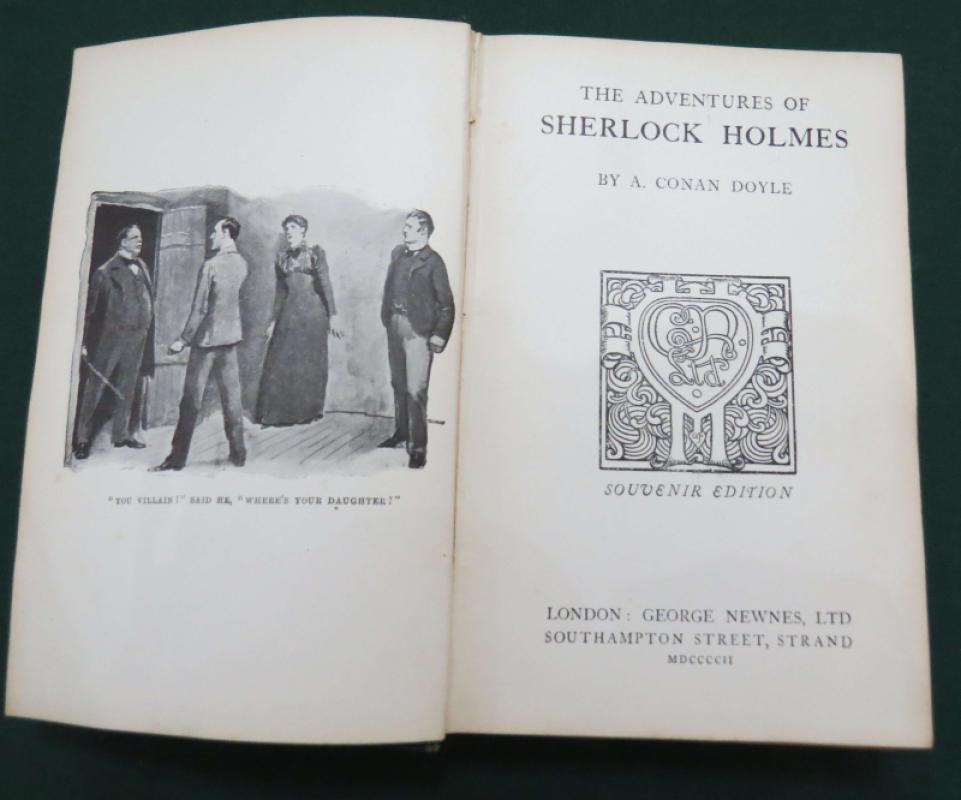 "YOU VILLAIN!" SAID HE, "WHERE'S YOUR DAUGHTER?"
THE ADVENTURES OF
SHERLOCK HOLMES
BY A. CONAN DOYLE
Ltd
SOUVENIR EDITION
LONDON: GEORGE NEWNES, LTD
SOUTHAMPTON STREET, STRAND
MDCCCCII